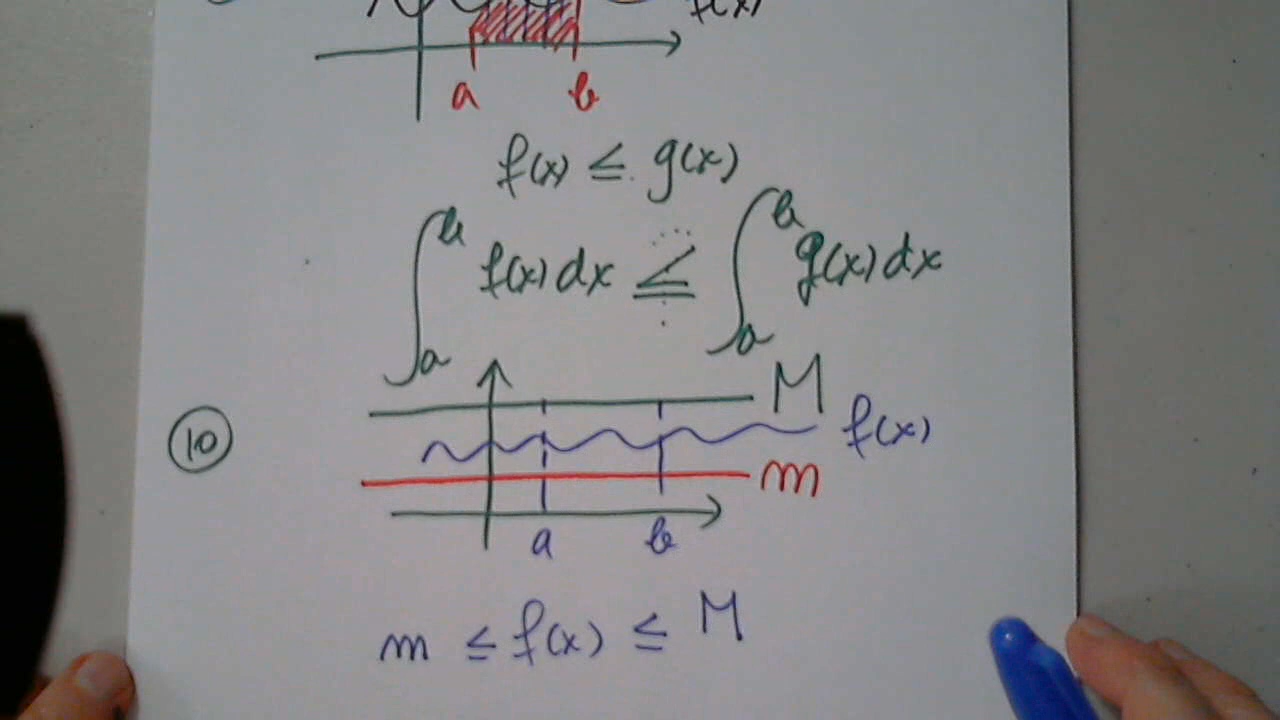 f(x)
a b
f(x) ≤ g(x)
∫_a^b f(x) dx ≤ ∫_a^b g(x) dx
M
10 f(x)
m
a b
m ≤ f(x) ≤ M